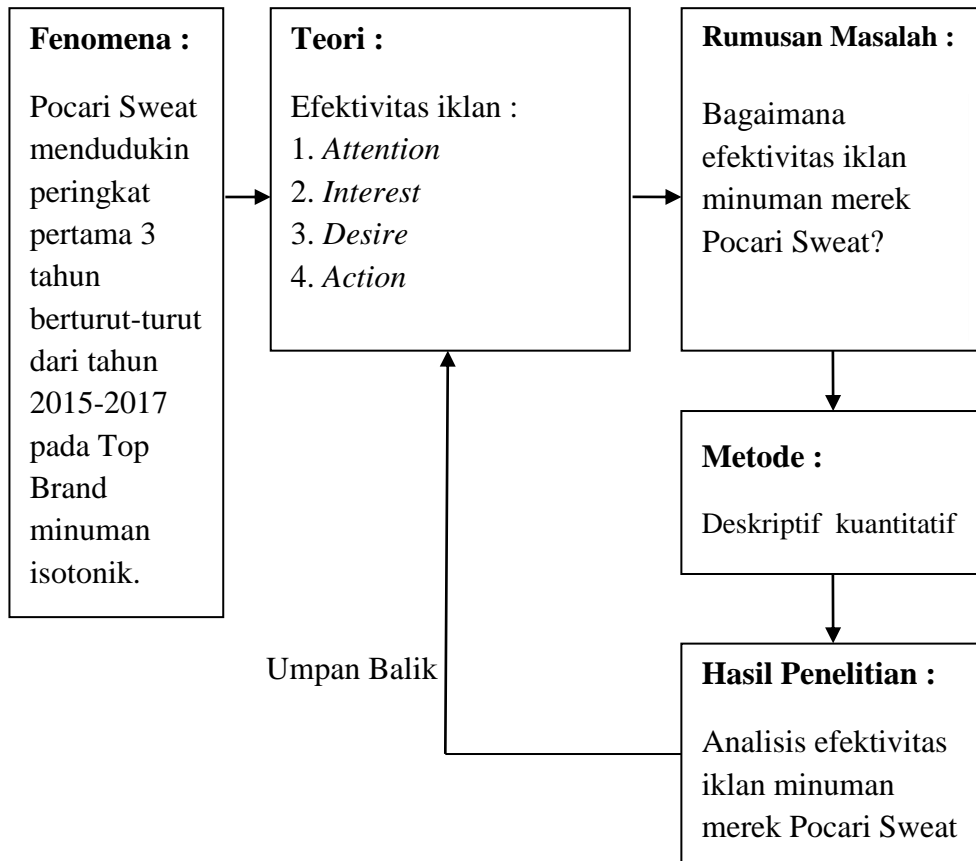 Fenomena :
Pocari Sweat
mendudukin
peringkat
pertama 3
tahun
berturut-turut
dari tahun
2015-2017
pada Top
Brand
minuman
isotonik.
Teori :
Efektivitas iklan :
1. Attention
2. Interest
3. Desire
4. Action
Rumusan Masalah :
Bagaimana
efektivitas iklan
minuman merek
Pocari Sweat?
Metode :
Deskriptif kuantitatif
Hasil Penelitian :
Analisis efektivitas
iklan minuman
merek Pocari Sweat
Umpan Balik